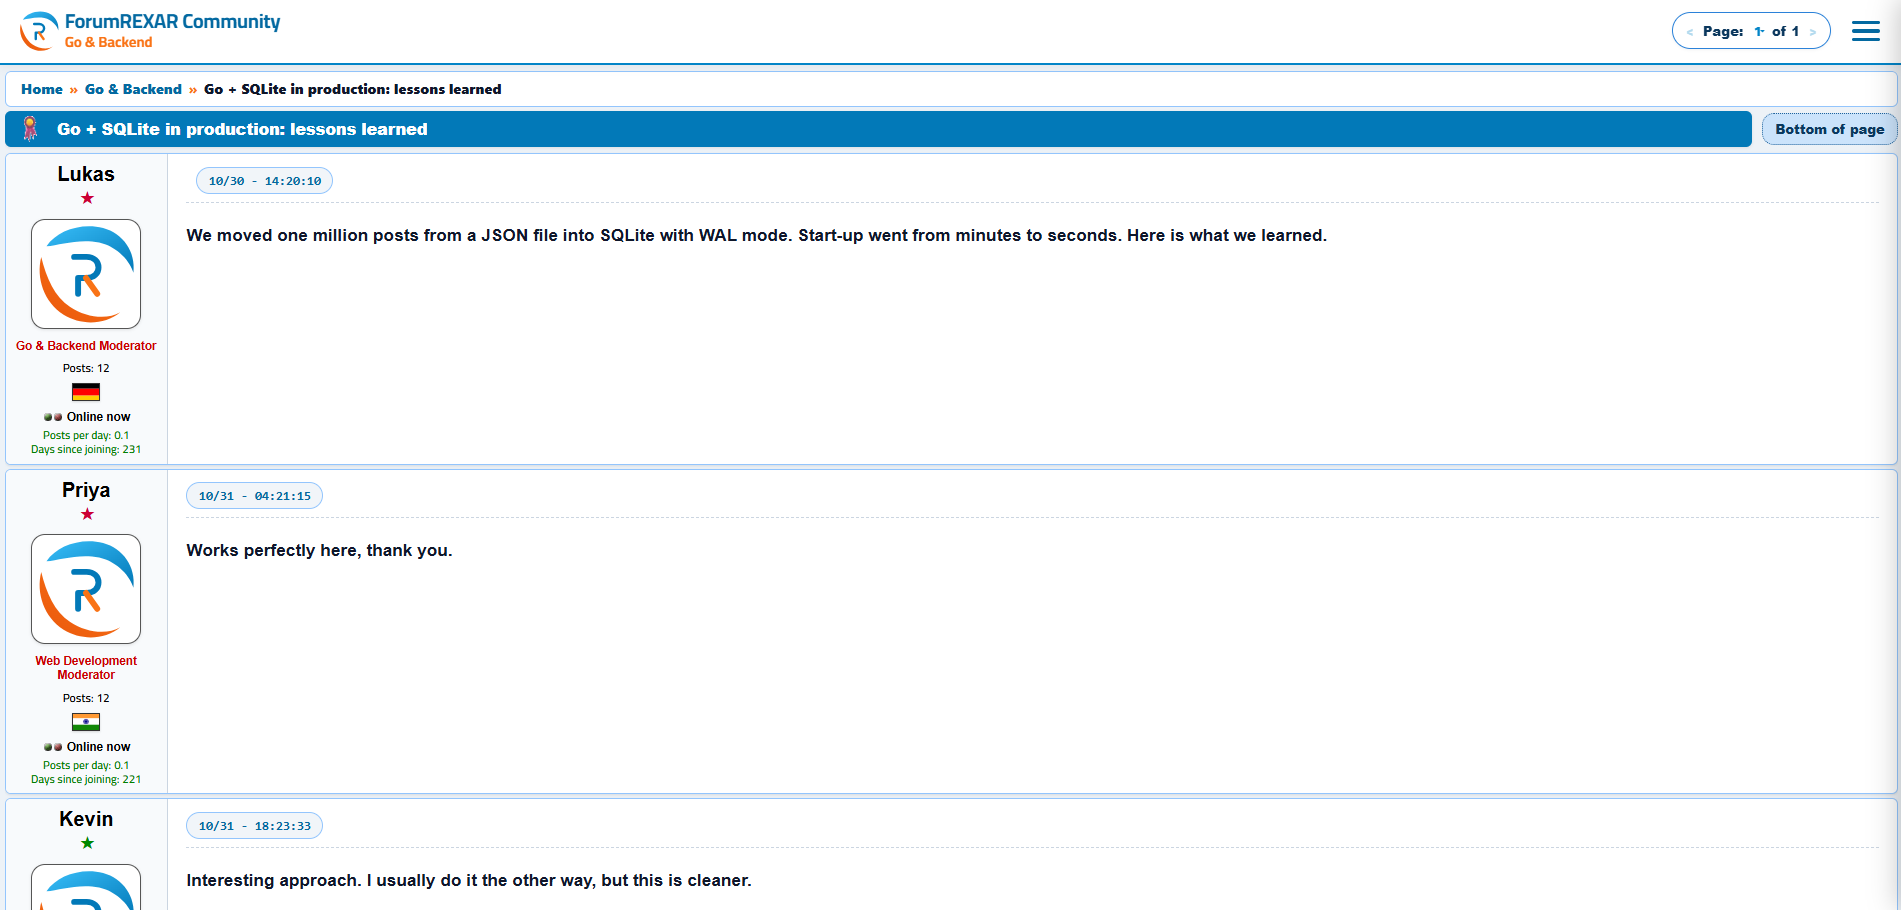 ForumREXAR Community
Go & Backend
< Page: 1 of 1 >
Home » Go & Backend » Go + SQLite in production: lessons learned
Go + SQLite in production: lessons learned
Bottom of page
Lukas
10/30 - 14:20:10
We moved one million posts from a JSON file into SQLite with WAL mode. Start-up went from minutes to seconds. Here is what we learned.
R
Go & Backend Moderator
Posts: 12
Online now
Posts per day: 0.1
Days since joining: 231
Priya
10/31 - 04:21:15
Works perfectly here, thank you.
R
Web Development
Moderator
Posts: 12
Online now
Posts per day: 0.1
Days since joining: 221
Kevin
10/31 - 18:23:33
Interesting approach. I usually do it the other way, but this is cleaner.